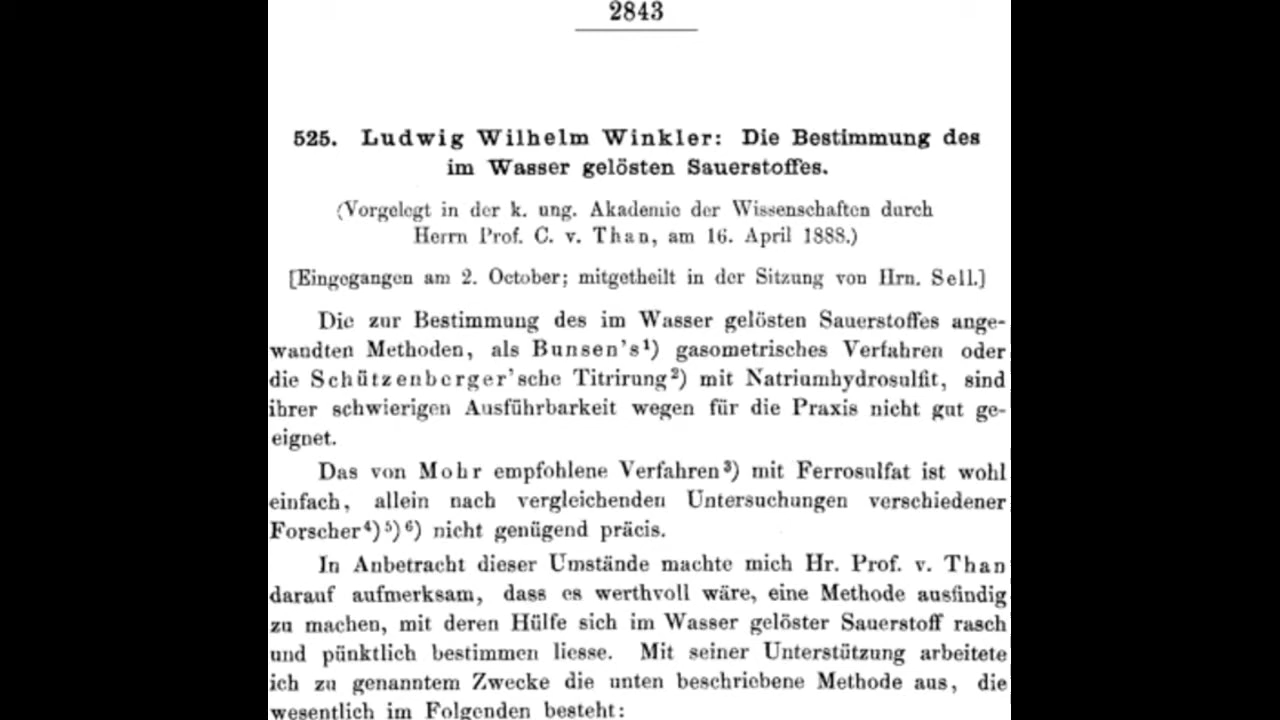 2843
525. Ludwig Wilhelm Winkler: Die Bestimmung des
im Wasser gelösten Sauerstoffes.
(Vorgelegt in der k. ung. Akademie der Wissenschaften durch
Herrn Prof. C. v. Than, am 16. April 1888.)
[Eingegangen am 2. October; mitgetheilt in der Sitzung von Hrn. Sell.]
Die zur Bestimmung des im Wasser gelösten Sauerstoffes ange-
wandten Methoden, als Bunsen's¹) gasometrisches Verfahren oder
die Schützenberger'sche Titrirung²) mit Natriumhydrosulfit, sind
ihrer schwierigen Ausführbarkeit wegen für die Praxis nicht gut ge-
eignet.
Das von Mohr empfohlene Verfahren³) mit Ferrosulfat ist wohl
einfach, allein nach vergleichenden Untersuchungen verschiedener
Forscher⁴)⁵)⁶) nicht genügend präcis.
In Anbetracht dieser Umstände machte mich Hr. Prof. v. Than
darauf aufmerksam, dass es werthvoll wäre, eine Methode ausfindig
zu machen, mit deren Hülfe sich im Wasser gelöster Sauerstoff rasch
und pünktlich bestimmen liesse. Mit seiner Unterstützung arbeitete
ich zu genanntem Zwecke die unten beschriebene Methode aus, die
wesentlich im Folgenden besteht: